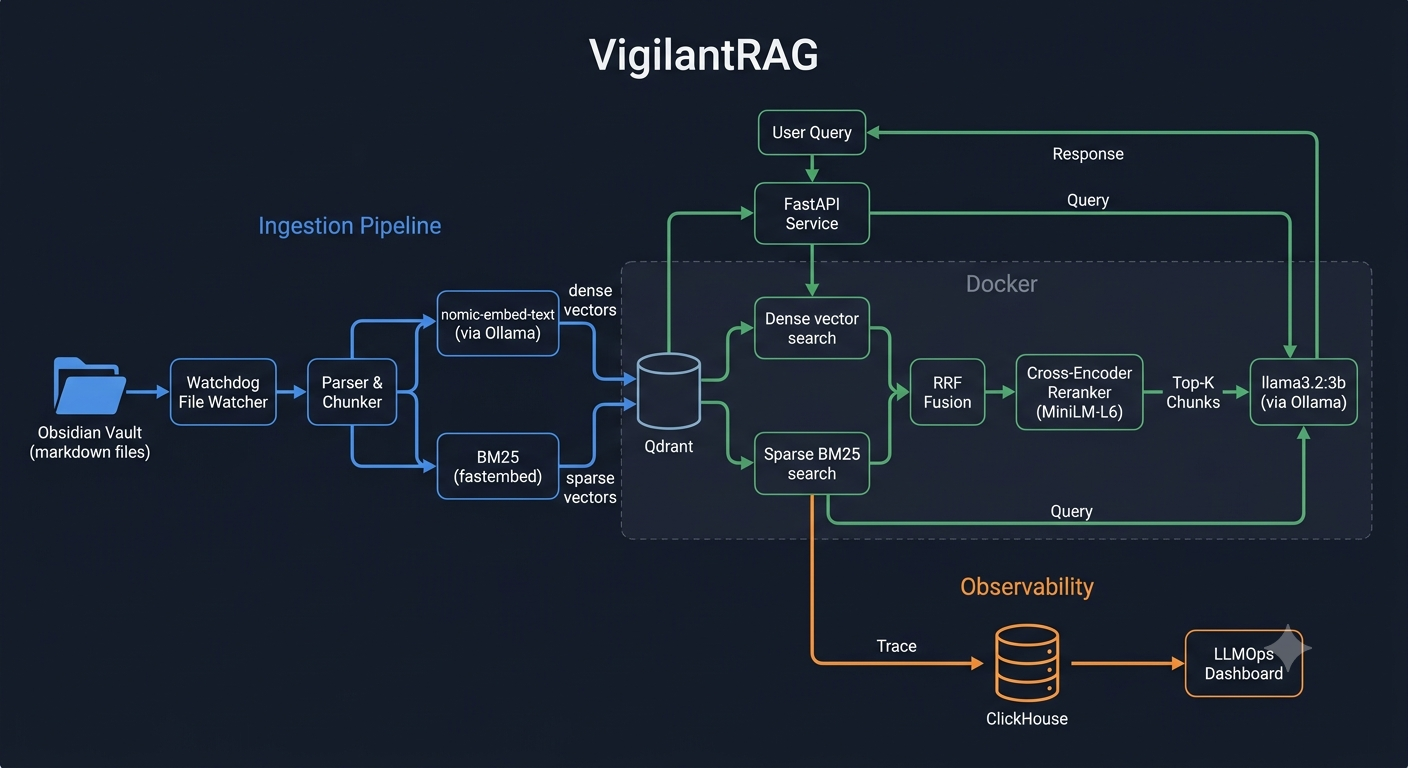 VigilantRAG
User Query
Response
FastAPI
Service
Query
Ingestion Pipeline
Docker
dense
vectors
nomic-embed-text
(via Ollama)
Dense vector
search
Watchdog
File Watcher
Parser &
Chunker
RRF
Fusion
Cross-Encoder
Reranker
(MiniLM-L6)
Top-K
Chunks
llama3.2:3b
(via Ollama)
Obsidian Vault
(markdown files)
Qdrant
BM25
(fastembed)
sparse
vectors
Sparse BM25
search
Query
Observability
Trace
ClickHouse
LLMOps
Dashboard